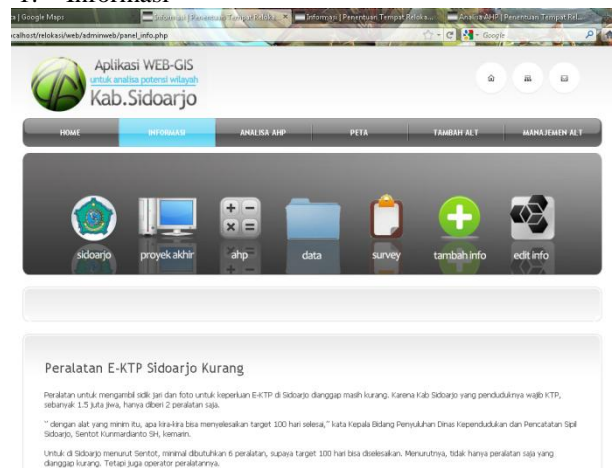 1. Informasi
s | Google Maps
Informasi | Penentuan Tempat Reloka...
Informasi | Penentuan Tempat Reloka...
Analisa AHP | Penentuan Tempat Rel...
calhost/relokasi/web/adminweb/panel_info.php
Google
Aplikasi WEB-GIS
untuk analisa potensi wilayah
Kab.Sidoarjo
HOME INFORMASI ANALISA AHP PETA TAMBAH ALT MANAJEMEN ALT
sidoarjo proyek akhir ahp data survey tambah info edit info
Peralatan E-KTP Sidoarjo Kurang
Peralatan untuk mengambil sidik jari dan foto untuk keperluan E-KTP di Sidoarjo dianggap masih kurang. Karena Kab Sidoarjo yang penduduknya wajib KTP,
sebanyak 1.5 juta jiwa, hanya diberi 2 peralatan saja.
" dengan alat yang minim itu, apa kira-kira bisa menyelesaikan target 100 hari selesai," kata Kepala Bidang Penyuluhan Dinas Kependudukan dan Pencatatan Sipil
Sidoarjo, Sentot Kunmardianto SH, kemarin.
Untuk di Sidoarjo menurut Sentot, minimal dibutuhkan 6 peralatan, supaya target 100 hari bisa diselesaikan. Menurutnya, tidak hanya peralatan saja yang
dianggap kurang. Tetapi juga operator peralatannya.